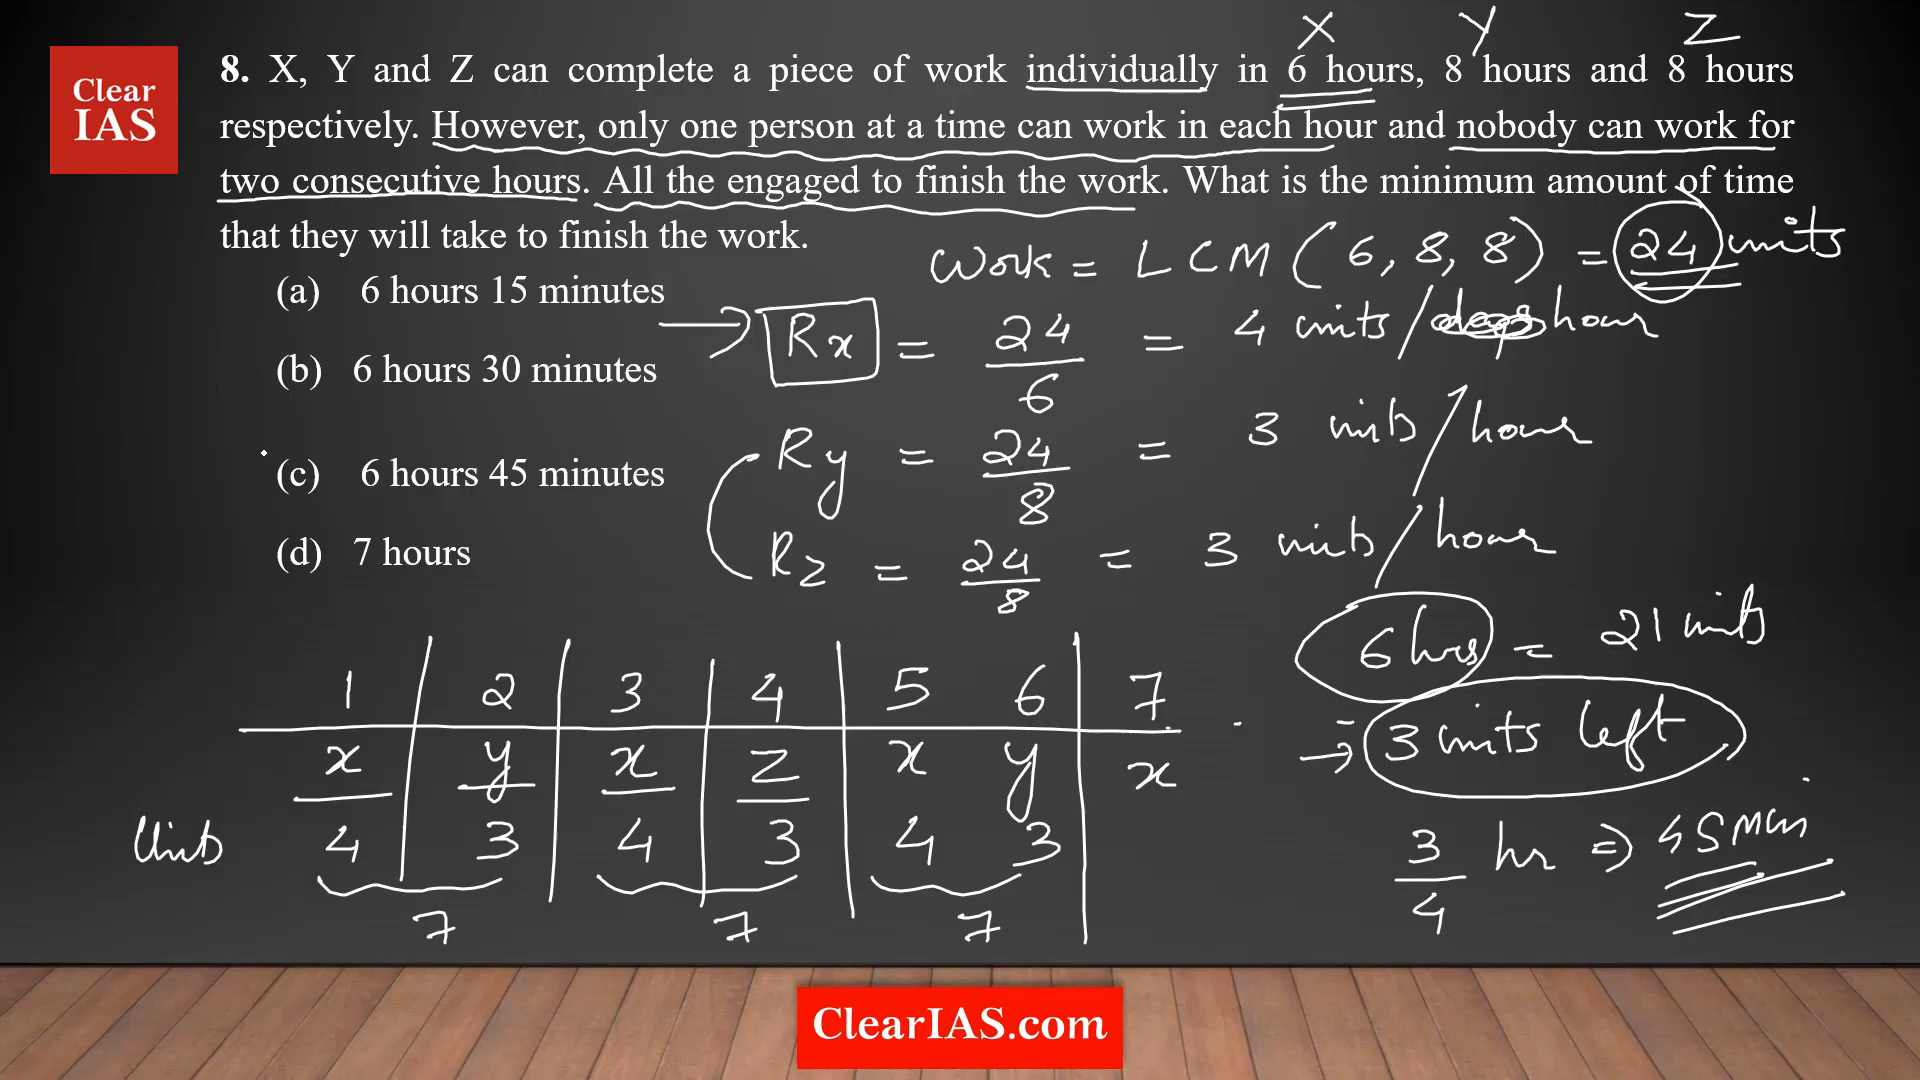 X Y Z
Clear
IAS
8. X, Y and Z can complete a piece of work individually in 6 hours, 8 hours and 8 hours
respectively. However, only one person at a time can work in each hour and nobody can work for
two consecutive hours. All the engaged to finish the work. What is the minimum amount of time
that they will take to finish the work.
Work = LCM (6, 8, 8) = 24 units
(a) 6 hours 15 minutes
(b) 6 hours 30 minutes
(c) 6 hours 45 minutes
(d) 7 hours
Rx = 24/6 = 4 units/hour
Ry = 24/8 = 3 units/hour
Rz = 24/8 = 3 units/hour
6 hrs = 21 units
→ 3 units left
3/4 hr ⇒ 45 min
1 2 3 4 5 6 7
x y x z x y x
Units 4 3 4 3 4 3
7 7 7
ClearIAS.com